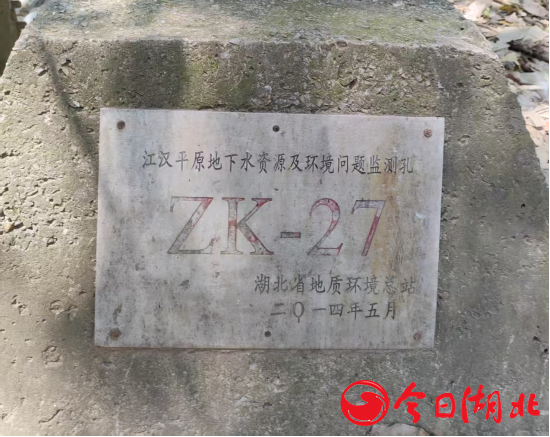 江汉平原地下水资源及环境问题监测孔
ZK-27
湖北省地质环境总站
二〇一四年五月
今日湖北